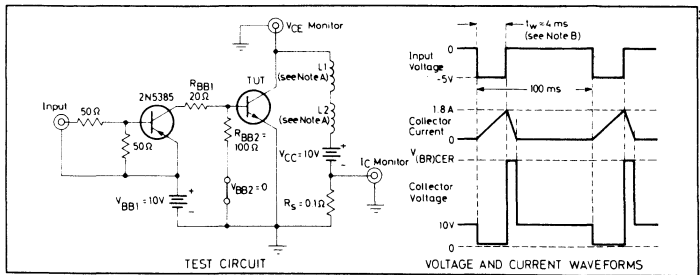 VCE Monitor
TUT
L1
(see Note A)
L2
(see Note A)
RBB1
20Ω
2N5385
Input
50Ω
50Ω
RBB2=
100Ω
VCC=10V
+
-
IC Monitor
VBB1=10V
+
-
VBB2=0
RS=0.1Ω
TEST CIRCUIT
tw≈4 ms
(see Note B)
Input
Voltage
0
-5V
100 ms
1.8A
Collector
Current
0
V(BR)CER
Collector
Voltage
10V
0
VOLTAGE AND CURRENT WAVEFORMS